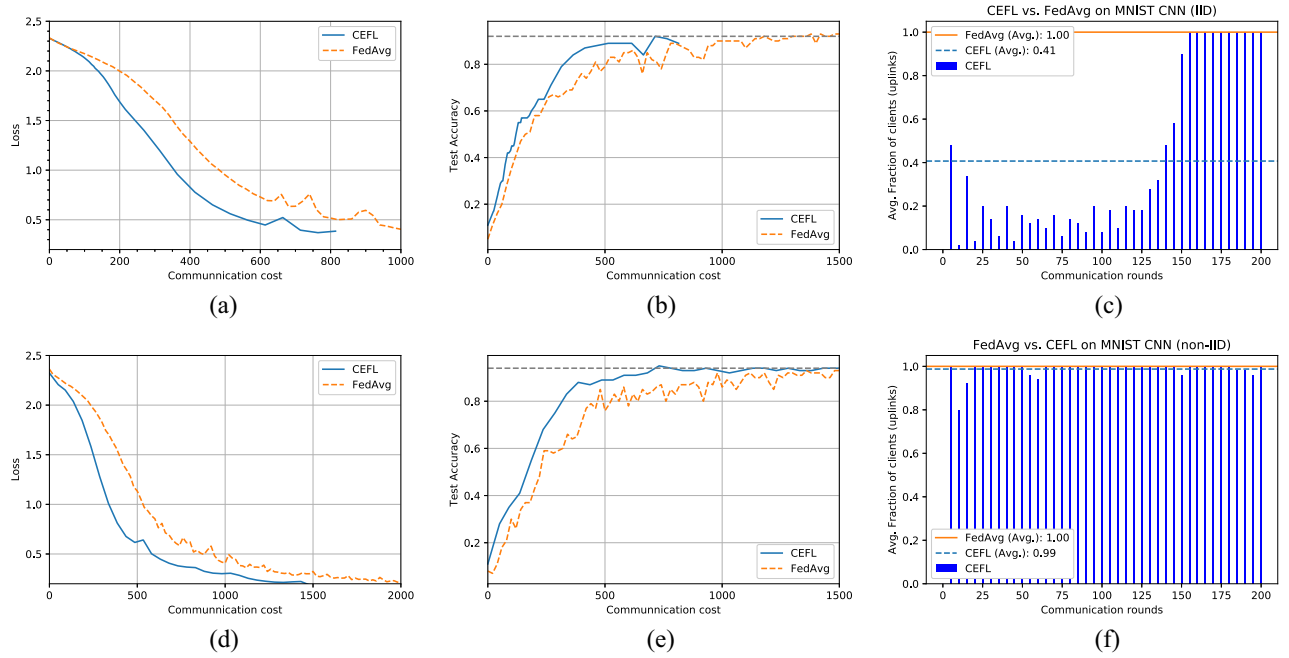 2.5
2.0
1.5
1.0
0.5
Loss
0
200
400
600
800
1000
Communication cost
CEFL
FedAvg
(a)
0.8
0.6
0.4
0.2
Test Accuracy
0
500
1000
1500
Communication cost
CEFL
FedAvg
(b)
CEFL vs. FedAvg on MNIST CNN (IID)
1.0
0.8
0.6
0.4
0.2
0.0
Avg. Fraction of clients (uplinks)
FedAvg (Avg.): 1.00
CEFL (Avg.): 0.41
CEFL
0
25
50
75
100
125
150
175
200
Communication rounds
(c)
2.5
2.0
1.5
1.0
0.5
Loss
0
500
1000
1500
2000
Communication cost
CEFL
FedAvg
(d)
0.8
0.6
0.4
0.2
Test Accuracy
0
500
1000
1500
Communication cost
CEFL
FedAvg
(e)
FedAvg vs. CEFL on MNIST CNN (non-IID)
1.0
0.8
0.6
0.4
0.2
0.0
Avg. Fraction of clients (uplinks)
FedAvg (Avg.): 1.00
CEFL (Avg.): 0.99
CEFL
0
25
50
75
100
125
150
175
200
Communication rounds
(f)